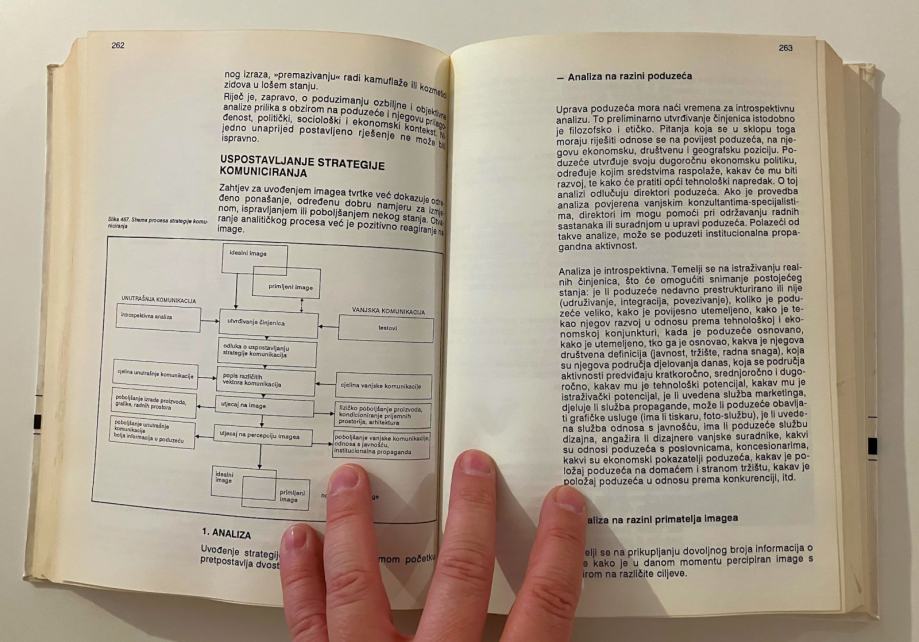 262
nog izraza, »premazivanju« radi kamuflaže ili kozmetici
zidova u lošem stanju.
Riječ je, zapravo, o poduzimanju ozbiljne i objektivne
analize prilika s obzirom na poduzeće i njegovu prilago-
đenost, politički, sociološki i ekonomski kontekst. Ni
jedno unaprijed postavljeno rješenje ne može biti
ispravno.
USPOSTAVLJANJE STRATEGIJE
KOMUNICIRANJA
Zahtjev za uvođenjem imagea tvrtke već dokazuje odre-
đeno ponašanje, određenu dobru namjeru za izmje-
nom, ispravljanjem ili poboljšanjem nekog stanja. Otva-
ranje analitičkog procesa već je pozitivno reagiranje na
image.
Slika 467. Shema procesa strategije komu-
niciranja
idealni image
primljeni image
UNUTRAŠNJA KOMUNIKACIJA
VANJSKA KOMUNIKACIJA
introspektivna analiza
utvrđivanje činjenica
testovi
odluka o uspostavljanju
strategije komunikacije
cjelina unutrašnje komunikacije
popis različitih
vektora komunikacije
cjelina vanjske komunikacije
poboljšanje izrade proizvoda,
grafike, radnih prostora
utjecaj na image
fizičko poboljšanje proizvoda,
kondicioniranje prijemnih
prostorija, arhitektura
poboljšanje unutrašnje
komunikacije
bolja informacija u poduzeću
utjecaj na percepciju imagea
poboljšanje vanjske komunikacije,
odnosa s javnošću,
institucionalna propaganda
idealni
image
primljeni
image
1. ANALIZA
Uvođenje strategij mom početku
pretpostavlja dvost
263
— Analiza na razini poduzeća
Uprava poduzeća mora naći vremena za introspektivnu
analizu. To preliminarno utvrđivanje činjenica istodobno
je filozofsko i etičko. Pitanja koja se u sklopu toga
moraju riješiti odnose se na povijest poduzeća, na nje-
govu ekonomsku, društvenu i geografsku poziciju. Po-
duzeće utvrđuje svoju dugoročnu ekonomsku politiku,
određuje kojim sredstvima raspolaže, kakav će mu biti
razvoj, te kako će pratiti opći tehnološki napredak. O toj
analizi odlučuju direktori poduzeća. Ako je provedba
analiza povjerena vanjskim konzultantima-specijalisti-
ma, direktori im mogu pomoći pri održavanju radnih
sastanaka ili suradnjom u upravi poduzeća. Polazeći od
takve analize, može se poduzeti institucionalna propa-
gandna aktivnost.
Analiza je introspektivna. Temelji se na istraživanju real-
nih činjenica, što će omogućiti snimanje postojećeg
stanja: je li poduzeće nedavno prestrukturirano ili nije
(udruživanje, integracija, povezivanje), koliko je podu-
zeće veliko, kako je povijesno utemeljeno, kako je te-
kao njegov razvoj u odnosu prema tehnološkoj i eko-
nomskoj konjunkturi, kada je poduzeće osnovano,
kako je utemeljeno, tko ga je osnovao, kakva je njegova
društvena definicija (javnost, tržište, radna snaga), koja
su njegova područja djelovanja danas, koja se područja
aktivnosti predviđaju kratkoročno, srednjoročno i dugo-
ročno, kakav mu je tehnološki potencijal, kakav mu je
istraživački potencijal, je li uvedena služba marketinga,
djeluje li služba propagande, može li poduzeće obavlja-
ti grafičke usluge (ima li tiskaru, foto-službu), je li uvede-
na služba odnosa s javnošću, ima li poduzeće službu
dizajna, angažira li dizajnere vanjske suradnike, kakvi
su odnosi poduzeća s poslovnicama, koncesionarima,
kakvi su ekonomski pokazatelji poduzeća, kakav je po-
ložaj poduzeća na domaćem i stranom tržištu, kakav je
položaj poduzeća u odnosu prema konkurenciji, itd.
aliza na razini primatelja imagea
elji se na prikupljanju dovoljnog broja informacija o
e kako je u danom momentu percipiran image s
irom na različite ciljeve.